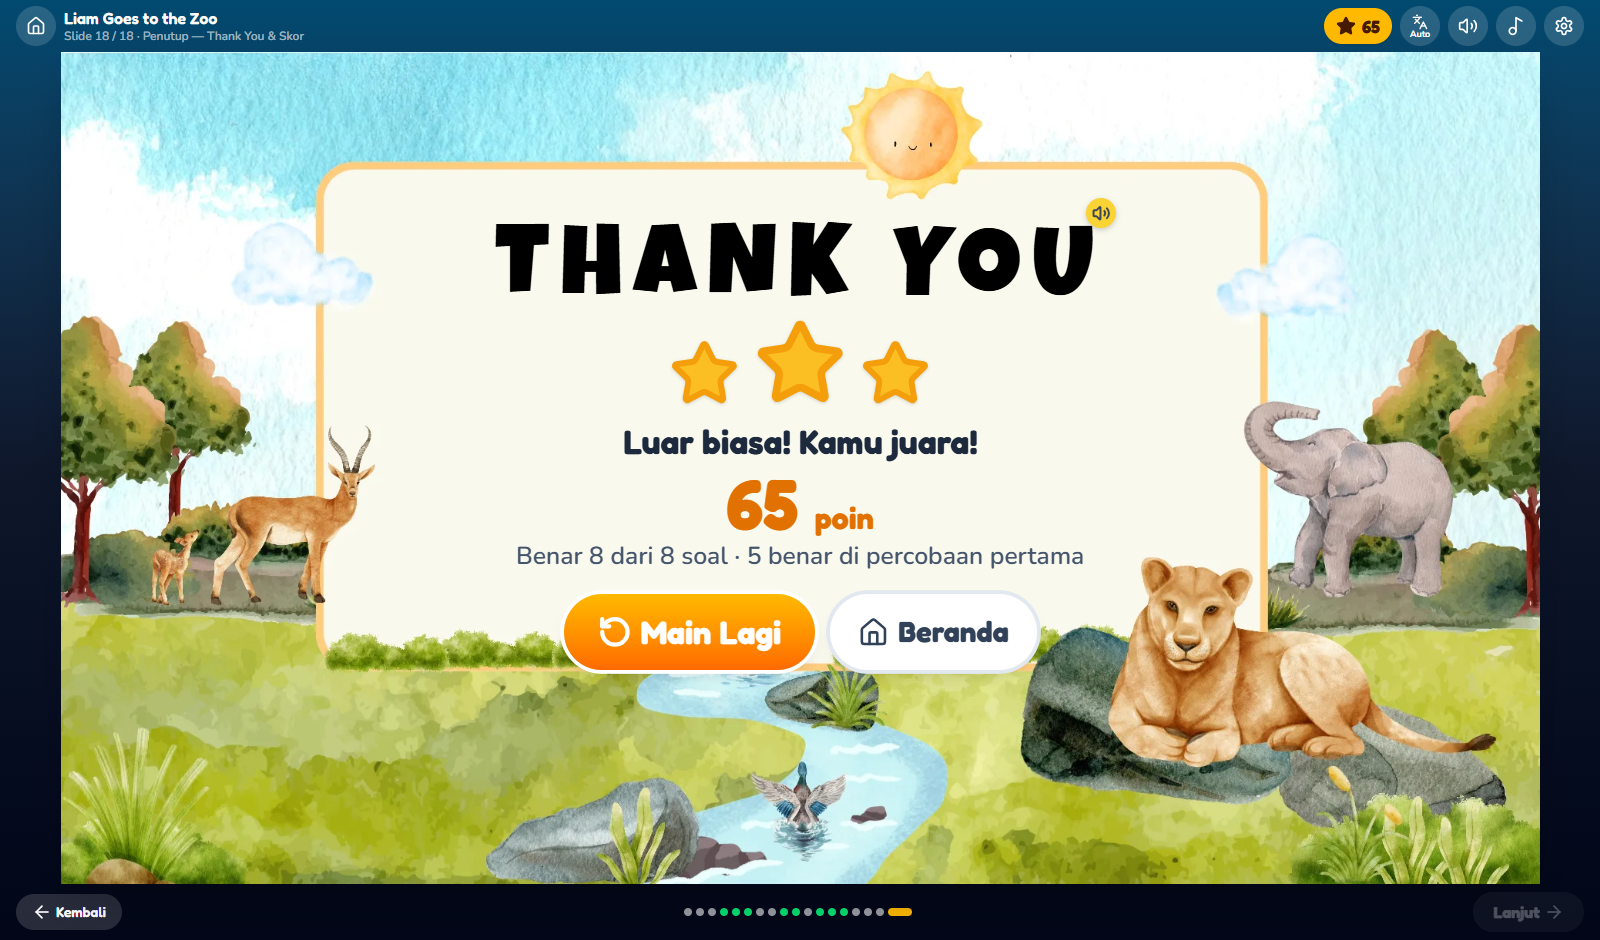 Liam Goes to the Zoo
Slide 18 / 18 · Penutup — Thank You & Skor
65
Auto
THANK YOU
Luar biasa! Kamu juara!
65 poin
Benar 8 dari 8 soal · 5 benar di percobaan pertama
Main Lagi
Beranda
Kembali
Lanjut